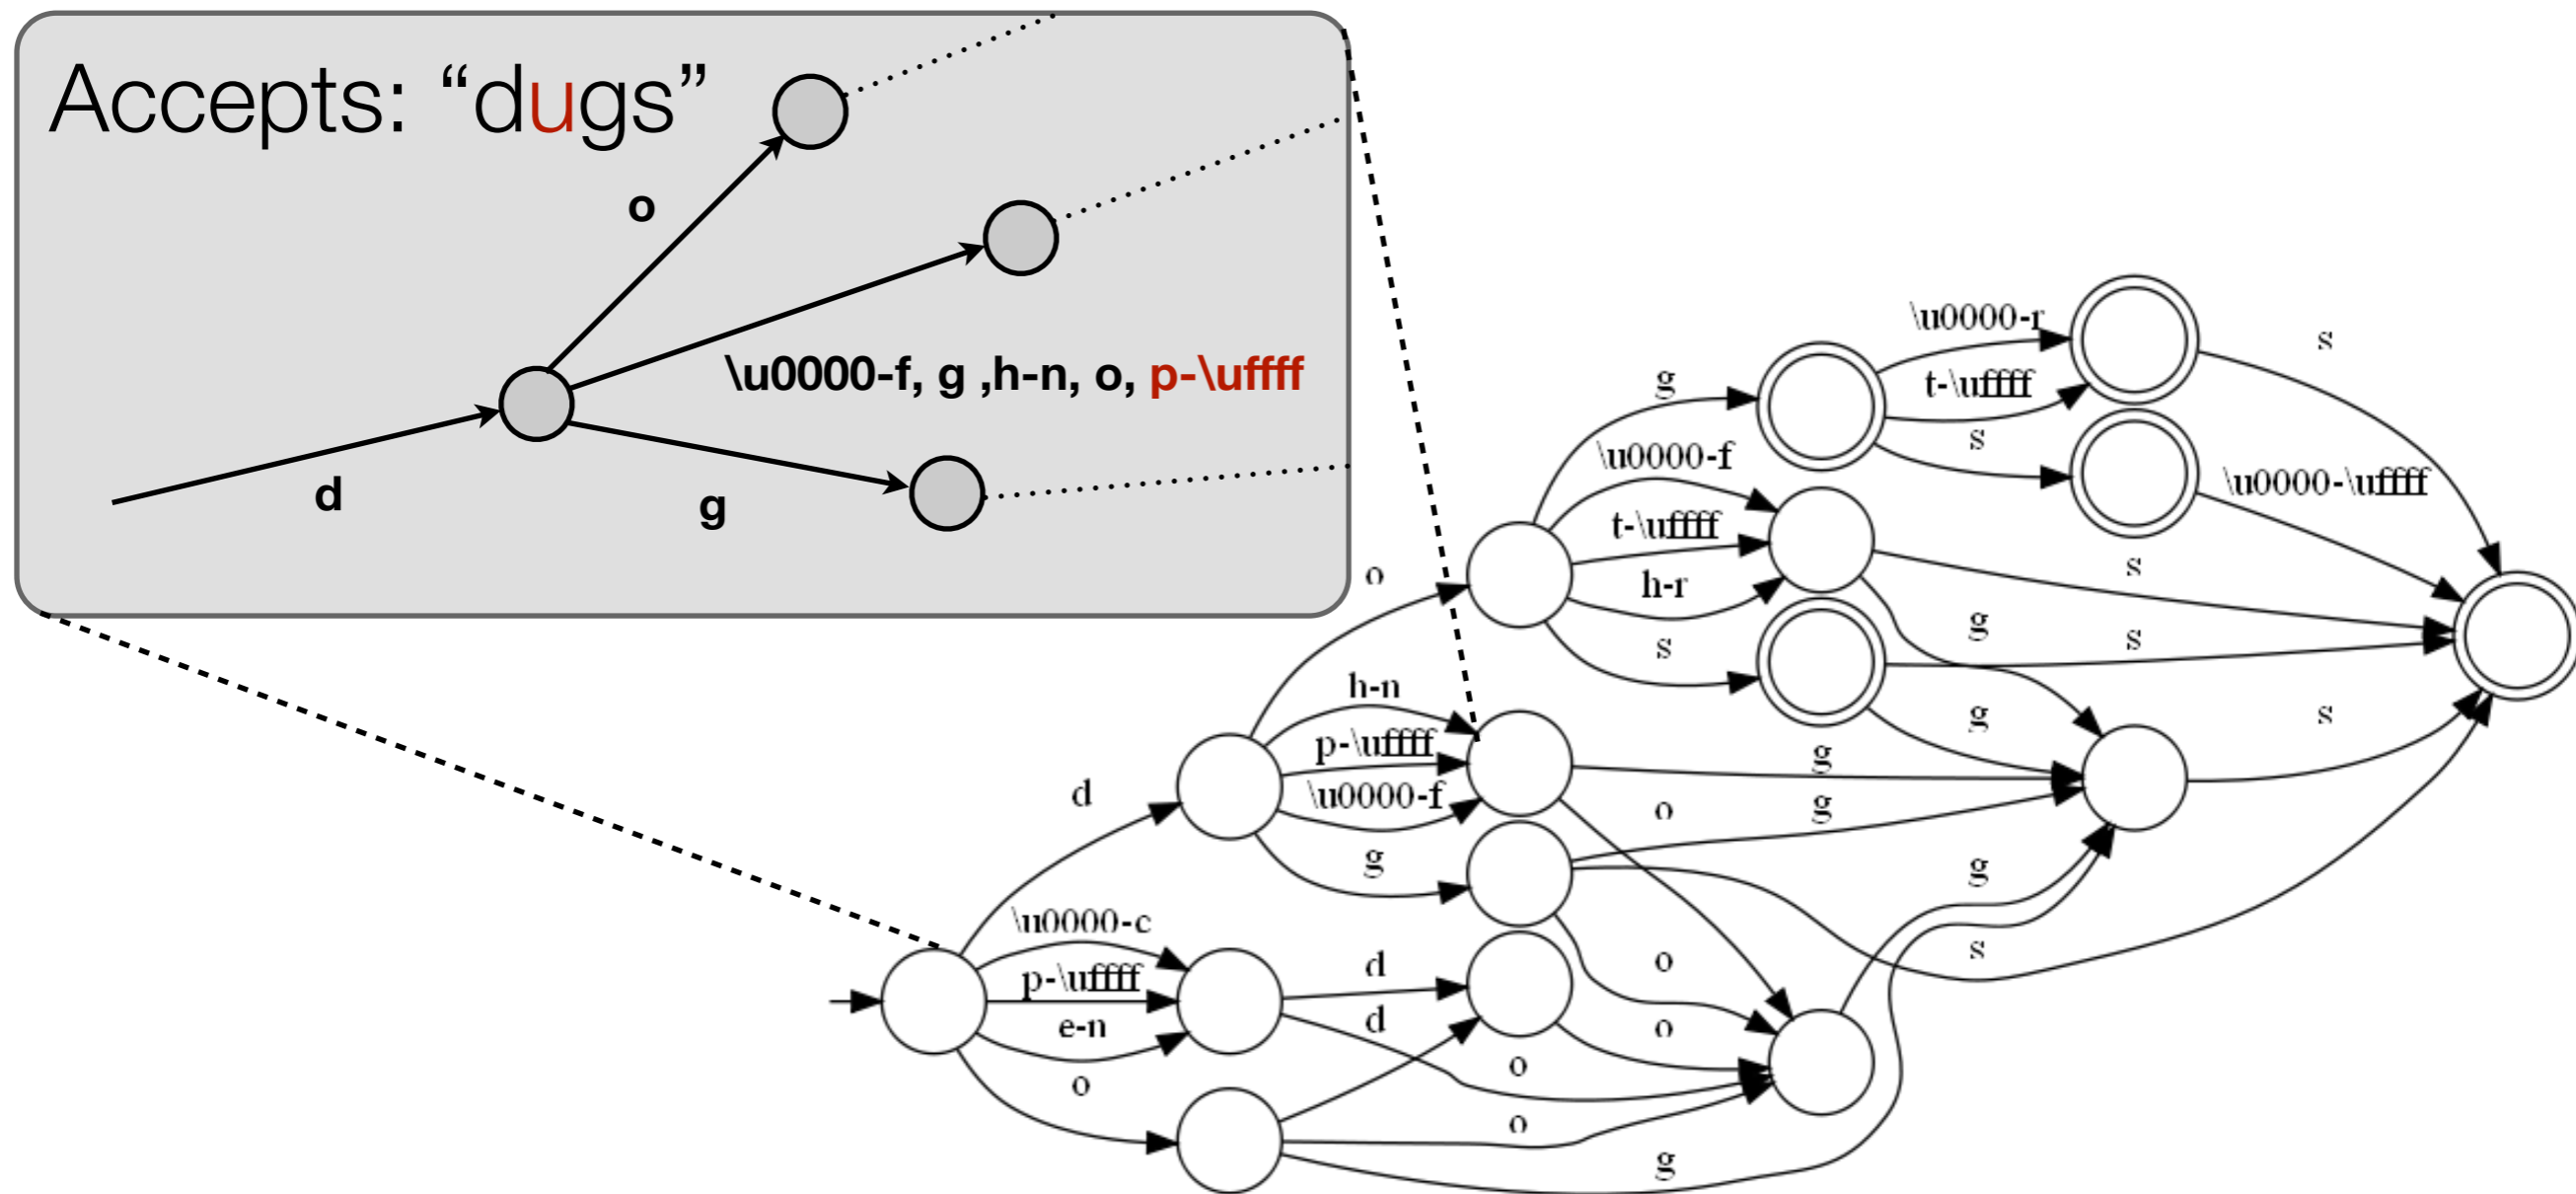 Accepts: “dugs”
o
\u0000-f, g ,h-n, o, p-\uffff
d
g
\u0000-r
s
t-\uffff
g
s
\u0000-f
\u0000-\uffff
t-\uffff
o
s
h-r
g
s
s
h-n
g
s
p-\uffff
g
d
\u0000-f
o
g
g
g
\u0000-c
s
d
o
p-\uffff
d
o
e-n
o
o
o
g